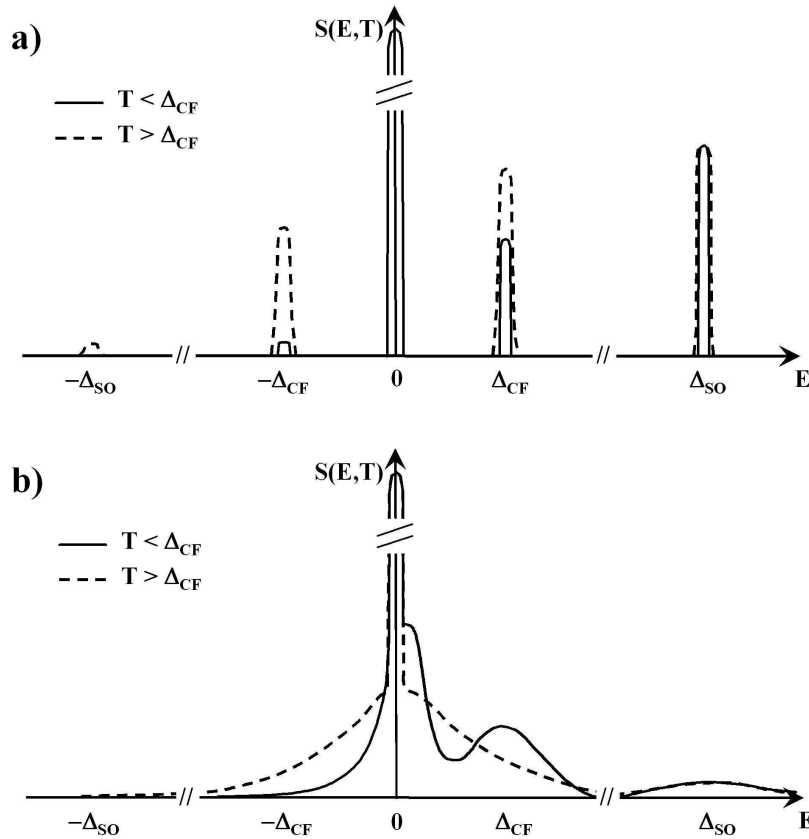 a)
S(E,T)
T < Δ_CF
T > Δ_CF
−Δ_SO // −Δ_CF 0 Δ_CF // Δ_SO E
b)
S(E,T)
T < Δ_CF
T > Δ_CF
−Δ_SO // −Δ_CF 0 Δ_CF // Δ_SO E